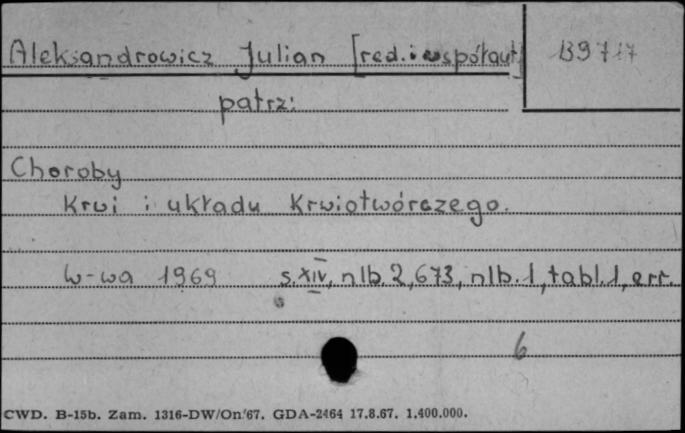 Aleksandrowicz Julian [red. i współaut.] B9717
patrz:
Choroby
krwi i układu krwiotwórczego.
W-wa 1969 s. XIV, nlb. 2, 673, nlb. 1, tabl. 1, err.
6
CWD. B-15b. Zam. 1316-DW/On/67. GDA-2464 17.8.67. 1.400.000.